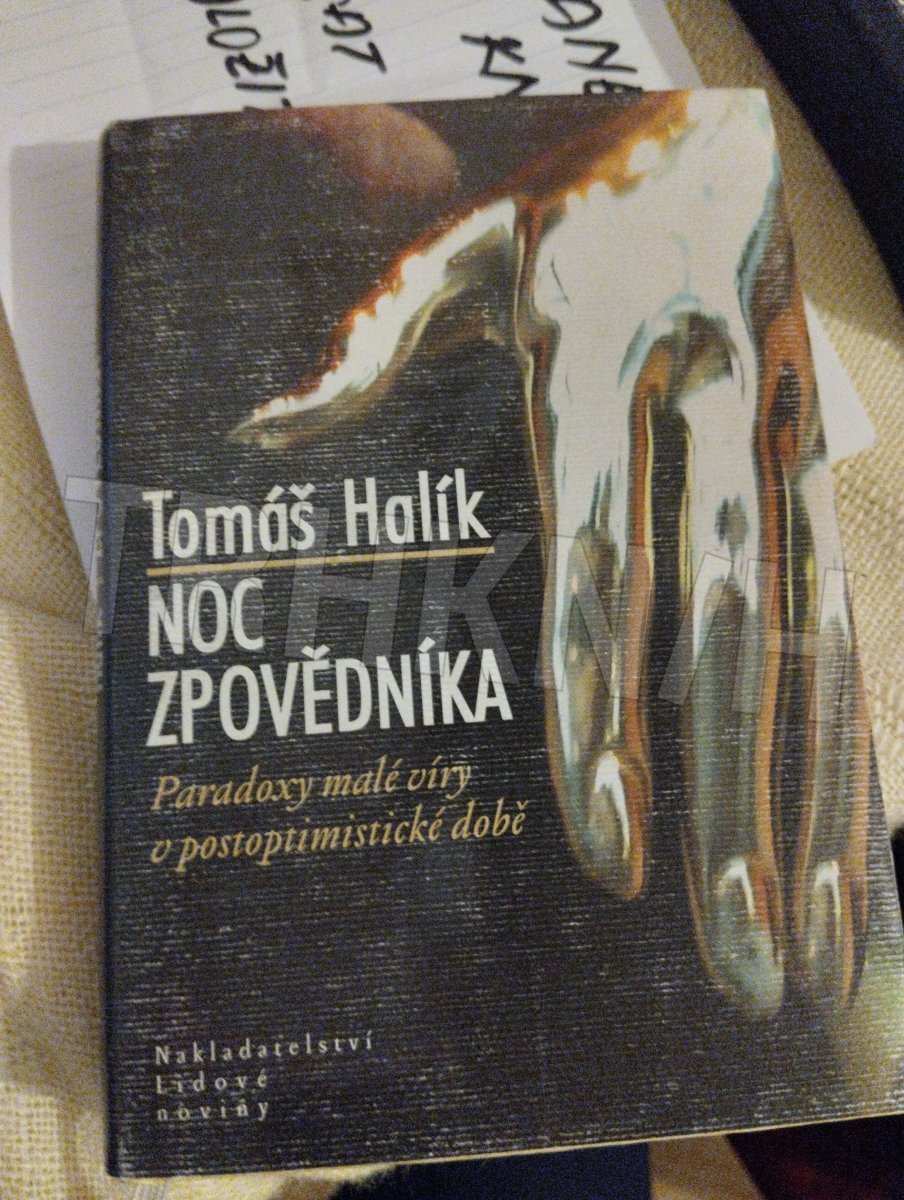 Tomáš Halík
NOC
ZPOVĚDNÍKA
Paradoxy malé víry
v postoptimistické době
Nakladatelství
Lidové
noviny